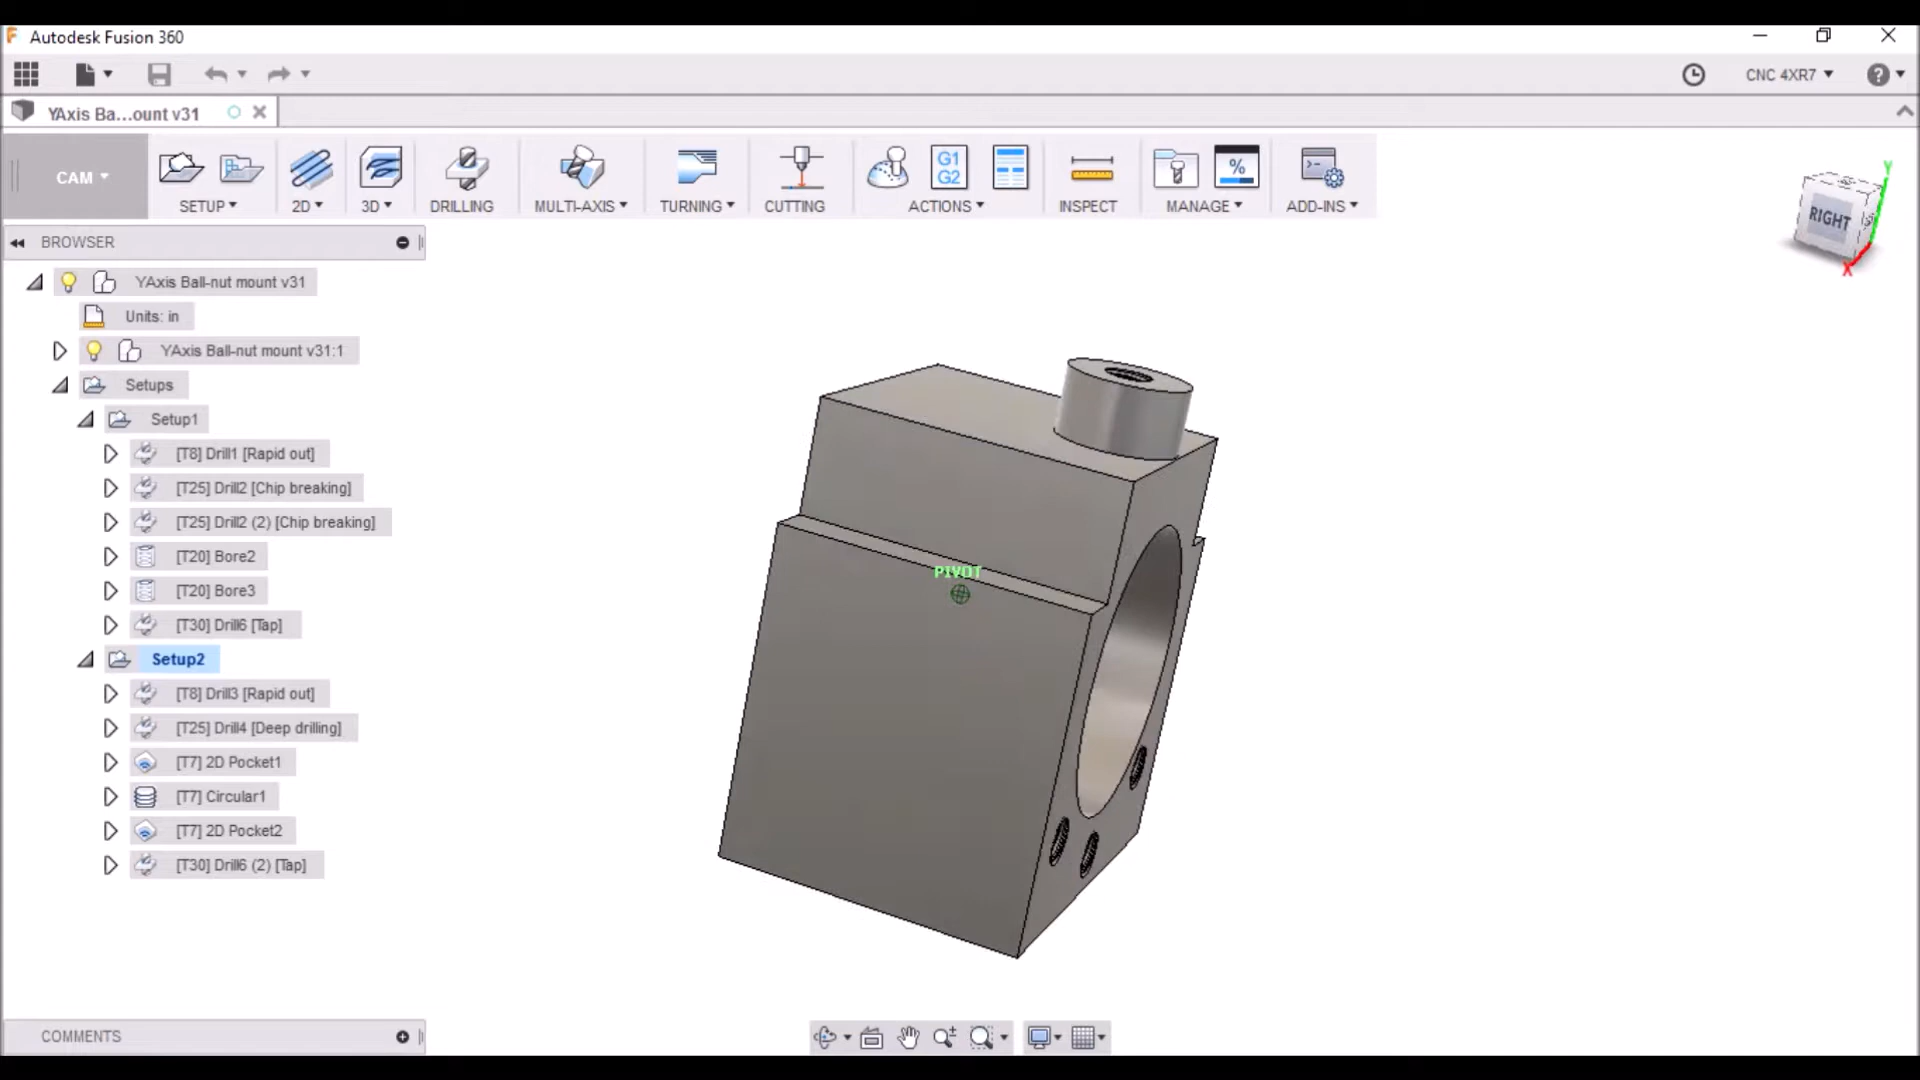 Autodesk Fusion 360
CNC 4XR7
YAxis Ba...ount v31
CAM
G1
G2
%
SETUP
2D
3D
DRILLING
MULTI-AXIS
TURNING
CUTTING
ACTIONS
INSPECT
MANAGE
ADD-INS
Y
RIGHT
X
BROWSER
YAxis Ball-nut mount v31
Units: in
YAxis Ball-nut mount v31:1
Setups
Setup1
[T8] Drill1 [Rapid out]
[T25] Drill2 [Chip breaking]
[T25] Drill2 (2) [Chip breaking]
[T20] Bore2
[T20] Bore3
[T30] Drill6 [Tap]
Setup2
[T8] Drill3 [Rapid out]
[T25] Drill4 [Deep drilling]
[T7] 2D Pocket1
[T7] Circular1
[T7] 2D Pocket2
[T30] Drill6 (2) [Tap]
PIVOT
COMMENTS